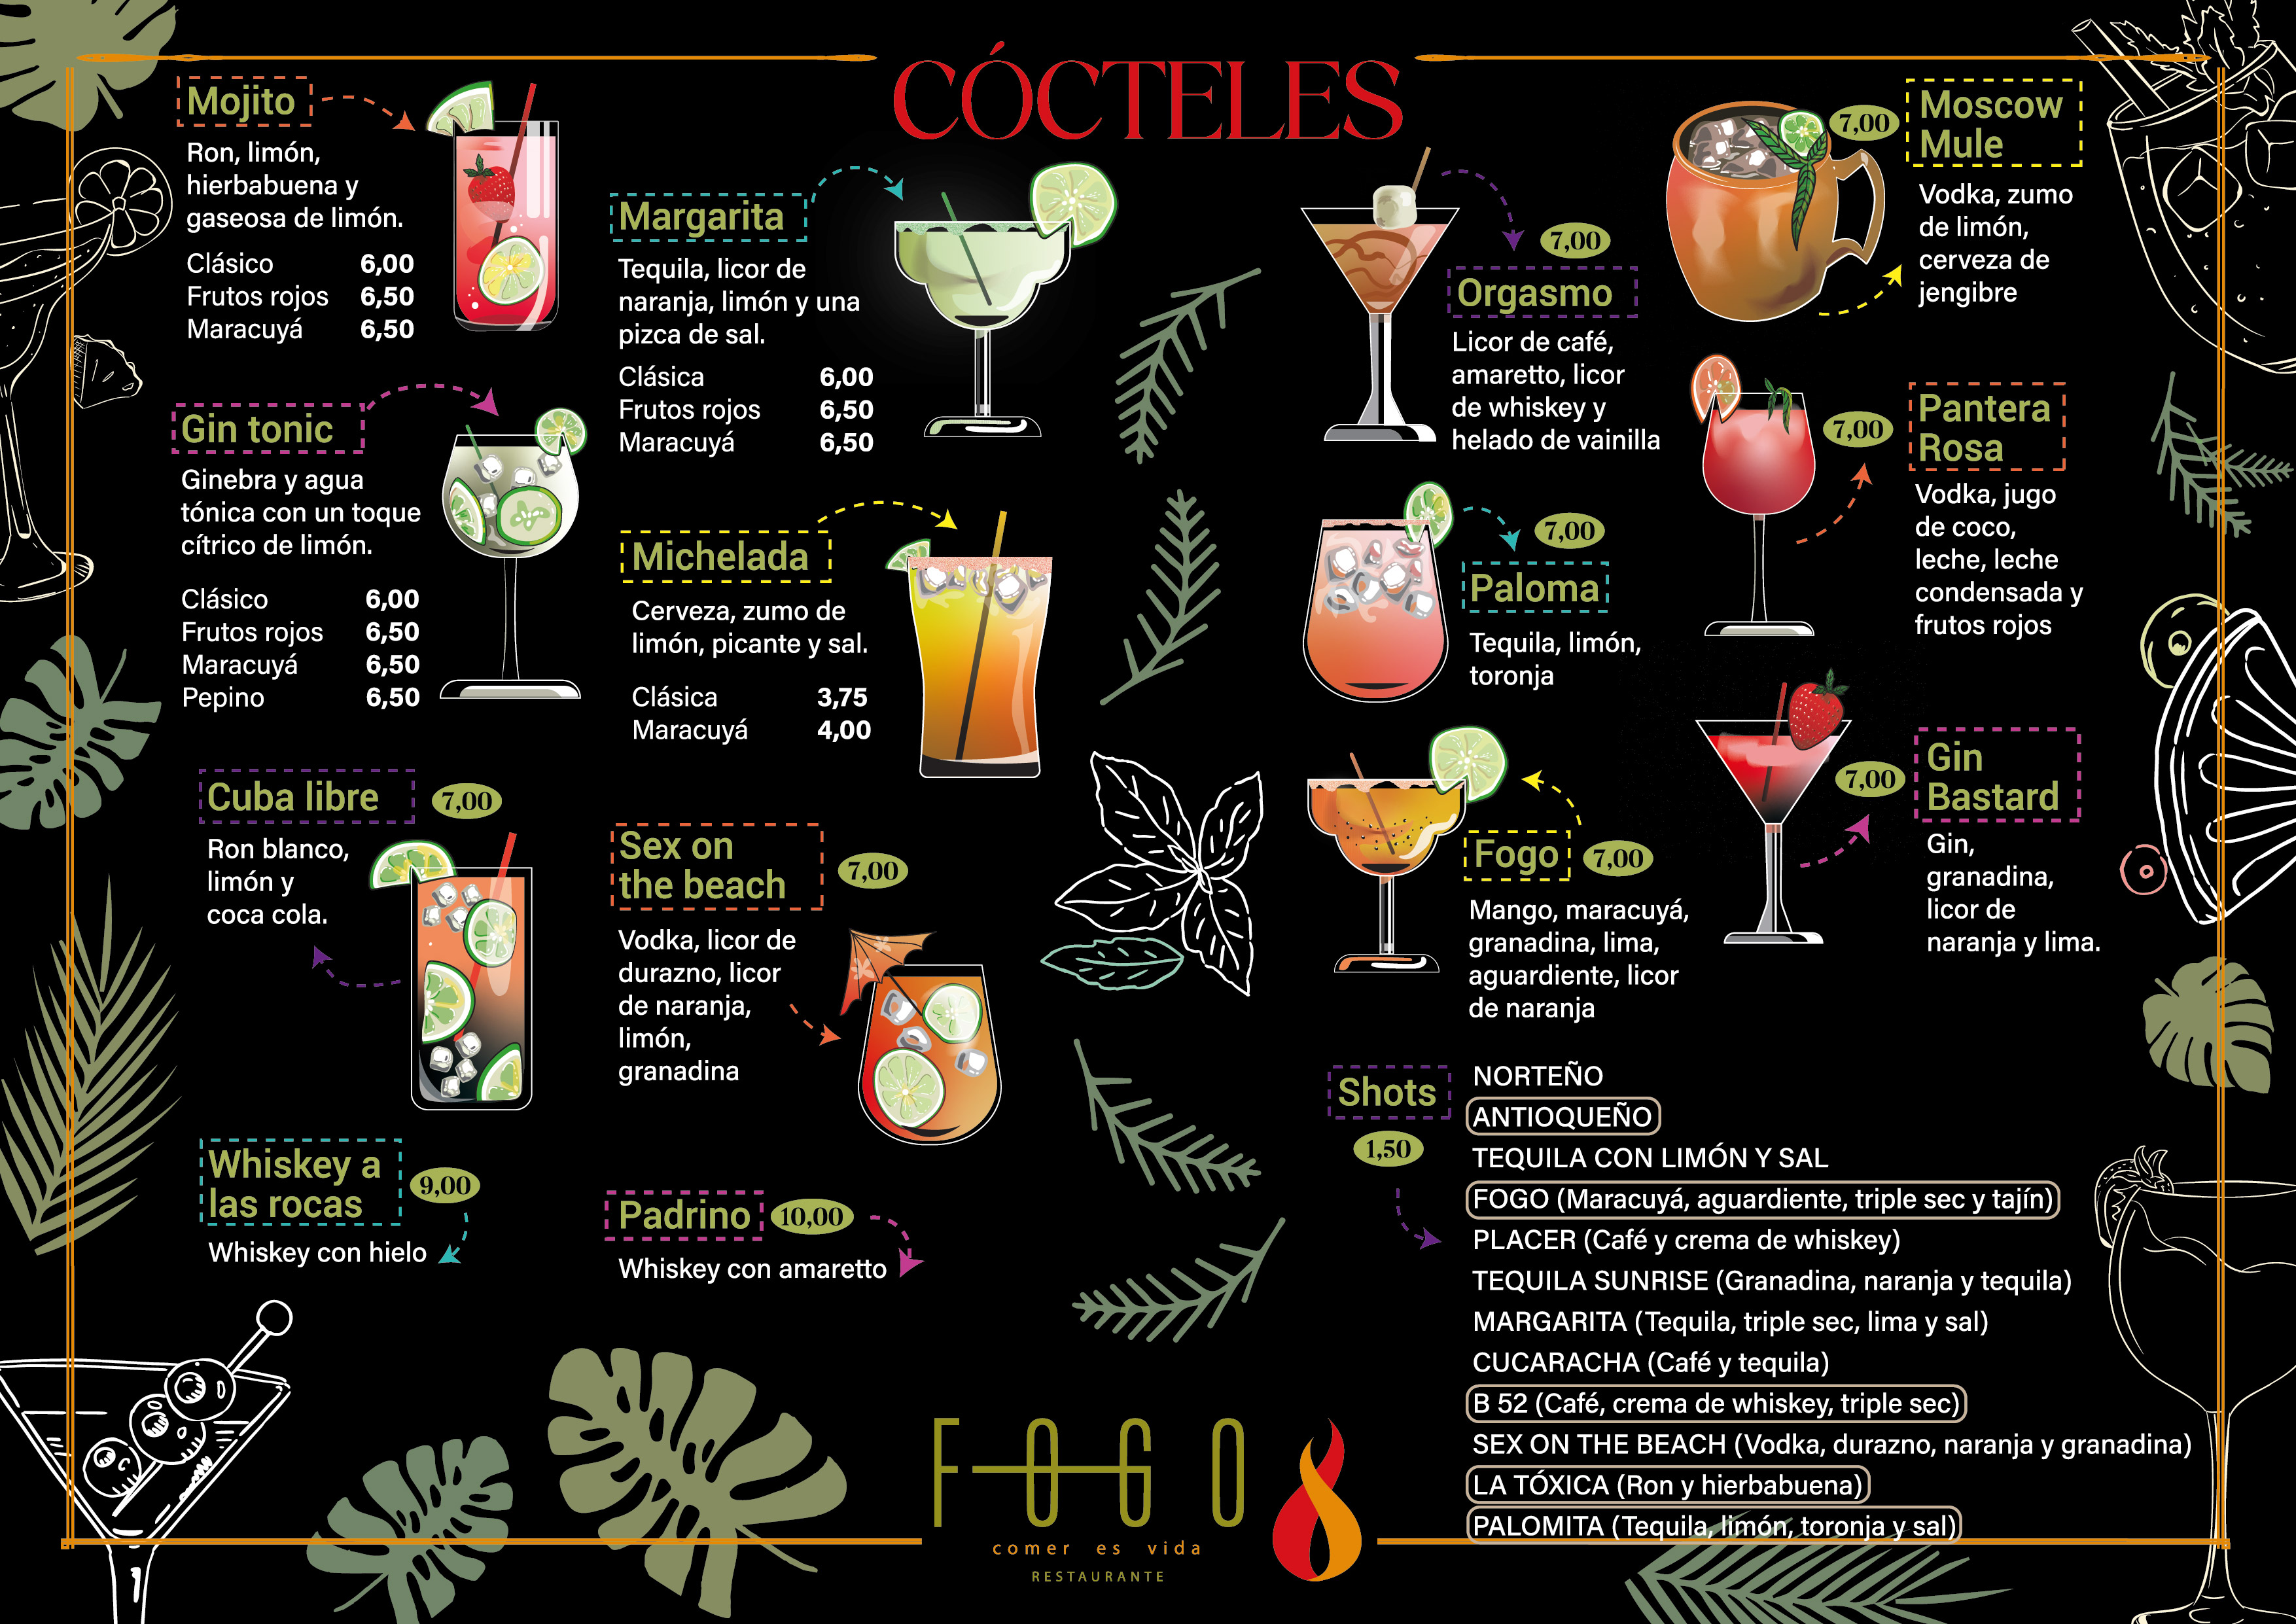 CÓCTELES
Mojito
Ron, limón,
hierbabuena y
gaseosa de limón.
Clásico 6,00
Frutos rojos 6,50
Maracuyá 6,50
Gin tonic
Ginebra y agua
tónica con un toque
cítrico de limón.
Clásico 6,00
Frutos rojos 6,50
Maracuyá 6,50
Pepino 6,50
Cuba libre 7,00
Ron blanco,
limón y
coca cola.
Whiskey a
las rocas
9,00
Whiskey con hielo
Margarita
Tequila, licor de
naranja, limón y una
pizca de sal.
Clásica 6,00
Frutos rojos 6,50
Maracuyá 6,50
Michelada
Cerveza, zumo de
limón, picante y sal.
Clásica 3,75
Maracuyá 4,00
Sex on
the beach
7,00
Vodka, licor de
durazno, licor
de naranja,
limón,
granadina
Padrino 10,00
Whiskey con amaretto
7,00
Orgasmo
Licor de café,
amaretto, licor
de whiskey y
helado de vainilla
7,00
Paloma
Tequila, limón,
toronja
Fogo 7,00
Mango, maracuyá,
granadina, lima,
aguardiente, licor
de naranja
7,00
Moscow
Mule
Vodka, zumo
de limón,
cerveza de
jengibre
7,00
Pantera
Rosa
Vodka, jugo
de coco,
leche, leche
condensada y
frutos rojos
7,00
Gin
Bastard
Gin,
granadina,
licor de
naranja y lima.
Shots
1,50
NORTEÑO
ANTIOQUEÑO
TEQUILA CON LIMÓN Y SAL
FOGO (Maracuyá, aguardiente, triple sec y tajín)
PLACER (Café y crema de whiskey)
TEQUILA SUNRISE (Granadina, naranja y tequila)
MARGARITA (Tequila, triple sec, lima y sal)
CUCARACHA (Café y tequila)
B 52 (Café, crema de whiskey, triple sec)
SEX ON THE BEACH (Vodka, durazno, naranja y granadina)
LA TÓXICA (Ron y hierbabuena)
PALOMITA (Tequila, limón, toronja y sal)
FOGO
comer es vida
RESTAURANTE